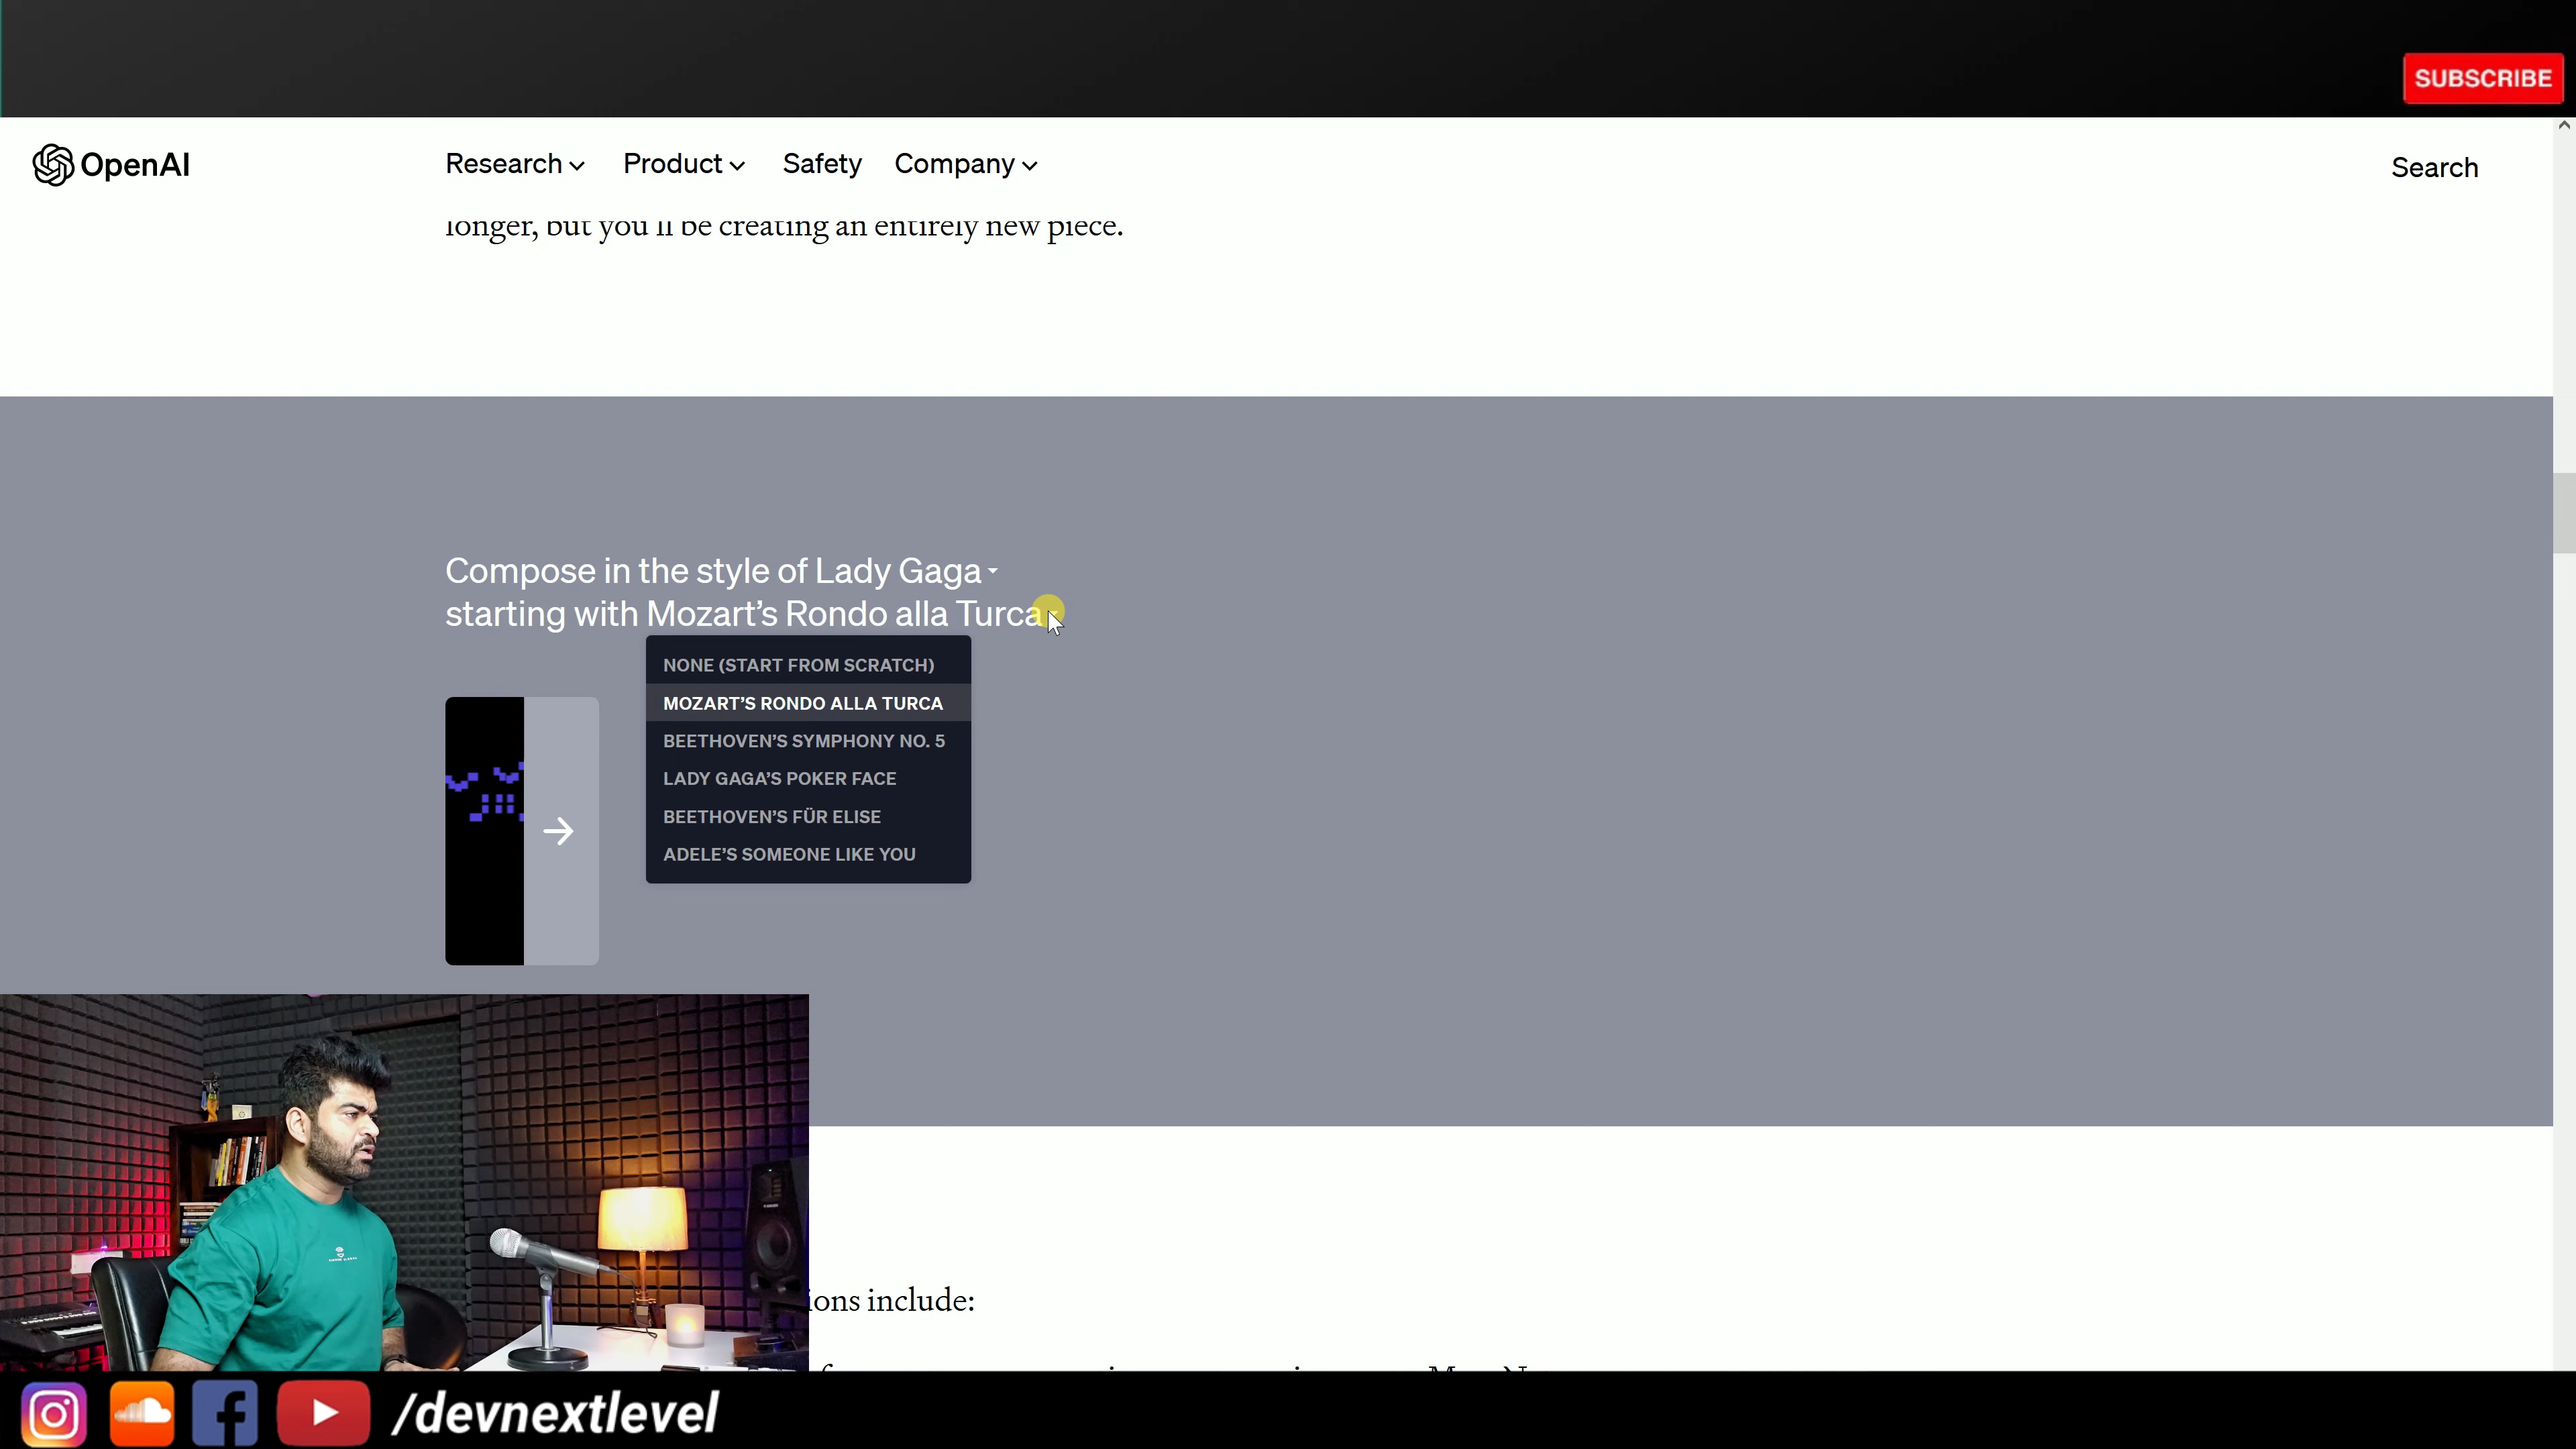 SUBSCRIBE
OpenAI
Research
Product
Safety
Company
Search
longer, but you'll be creating an entirely new piece.
Compose in the style of Lady Gaga
starting with Mozart's Rondo alla Turca
NONE (START FROM SCRATCH)
MOZART'S RONDO ALLA TURCA
BEETHOVEN'S SYMPHONY NO. 5
LADY GAGA'S POKER FACE
BEETHOVEN'S FÜR ELISE
ADELE'S SOMEONE LIKE YOU
ions include:
/devnextlevel